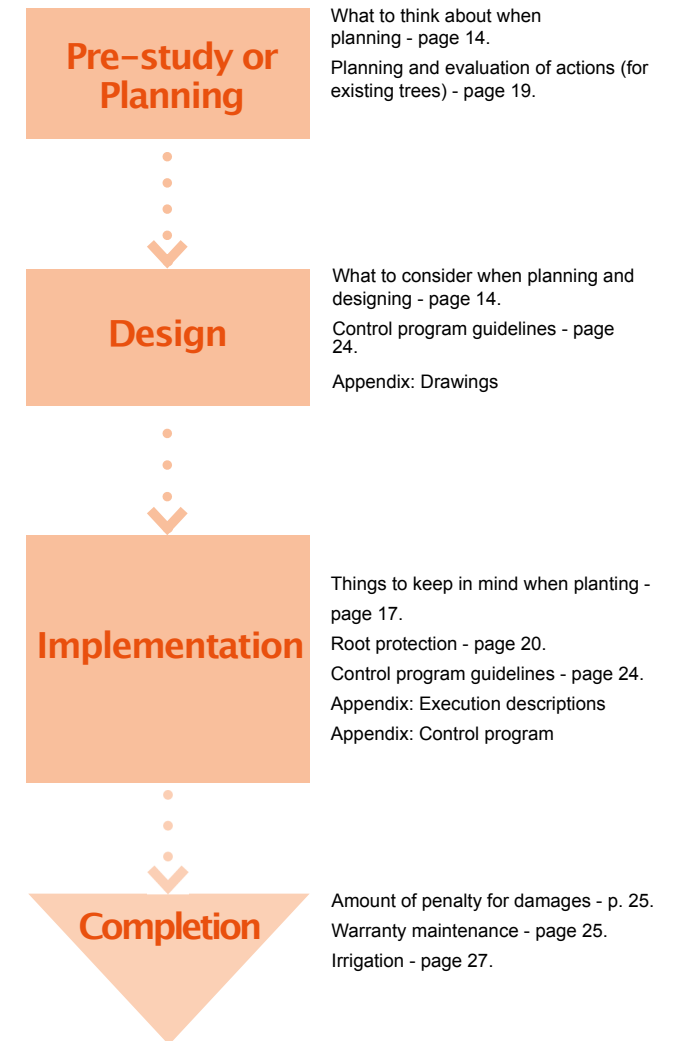 Pre-study or
Planning
What to think about when
planning - page 14.
Planning and evaluation of actions (for
existing trees) - page 19.
Design
What to consider when planning and
designing - page 14.
Control program guidelines - page
24.
Appendix: Drawings
Implementation
Things to keep in mind when planting -
page 17.
Root protection - page 20.
Control program guidelines - page 24.
Appendix: Execution descriptions
Appendix: Control program
Completion
Amount of penalty for damages - p. 25.
Warranty maintenance - page 25.
Irrigation - page 27.